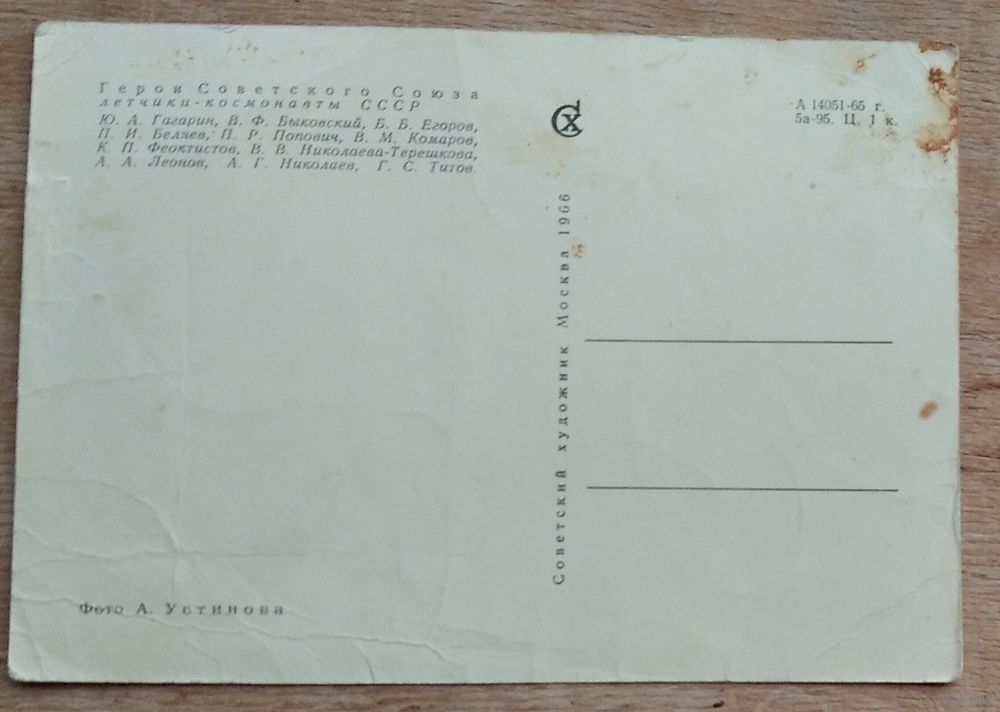 Герои Советского Союза
летчики-космонавты СССР
Ю. А. Гагарин, В. Ф. Быковский, Б. Б. Егоров,
П. И. Беляев, П. Р. Попович, В. М. Комаров,
К. П. Феоктистов, В. В. Николаева-Терешкова,
А. А. Леонов, А. Г. Николаев, Г. С. Титов.
Фото А. Устинова
Советский художник Москва 1966
СХ
А 14051-65 г.
5а-95. Ц. 1 к.